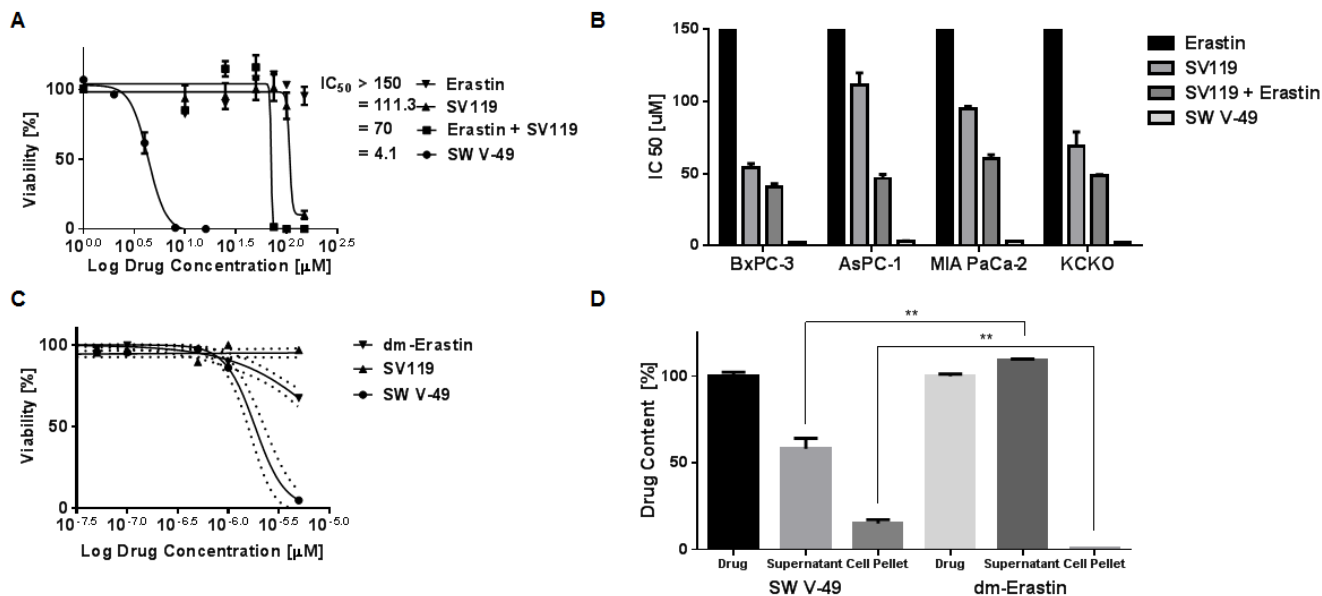 A
100
50
0
Viability [%]
10^0.0 10^0.5 10^1.0 10^1.5 10^2.0 10^2.5
Log Drug Concentration [µM]
IC50 > 150 Erastin
= 111.3 SV119
= 70 Erastin + SV119
= 4.1 SW V-49
B
150
100
50
0
IC 50 [uM]
BxPC-3 AsPC-1 MIA PaCa-2 KCKO
Erastin
SV119
SV119 + Erastin
SW V-49
C
100
50
0
Viability [%]
10^-7.5 10^-7.0 10^-6.5 10^-6.0 10^-5.5 10^-5.0
Log Drug Concentration [µM]
dm-Erastin
SV119
SW V-49
D
**
**
100
50
0
Drug Content [%]
Drug Supernatant Cell Pellet Drug Supernatant Cell Pellet
SW V-49 dm-Erastin